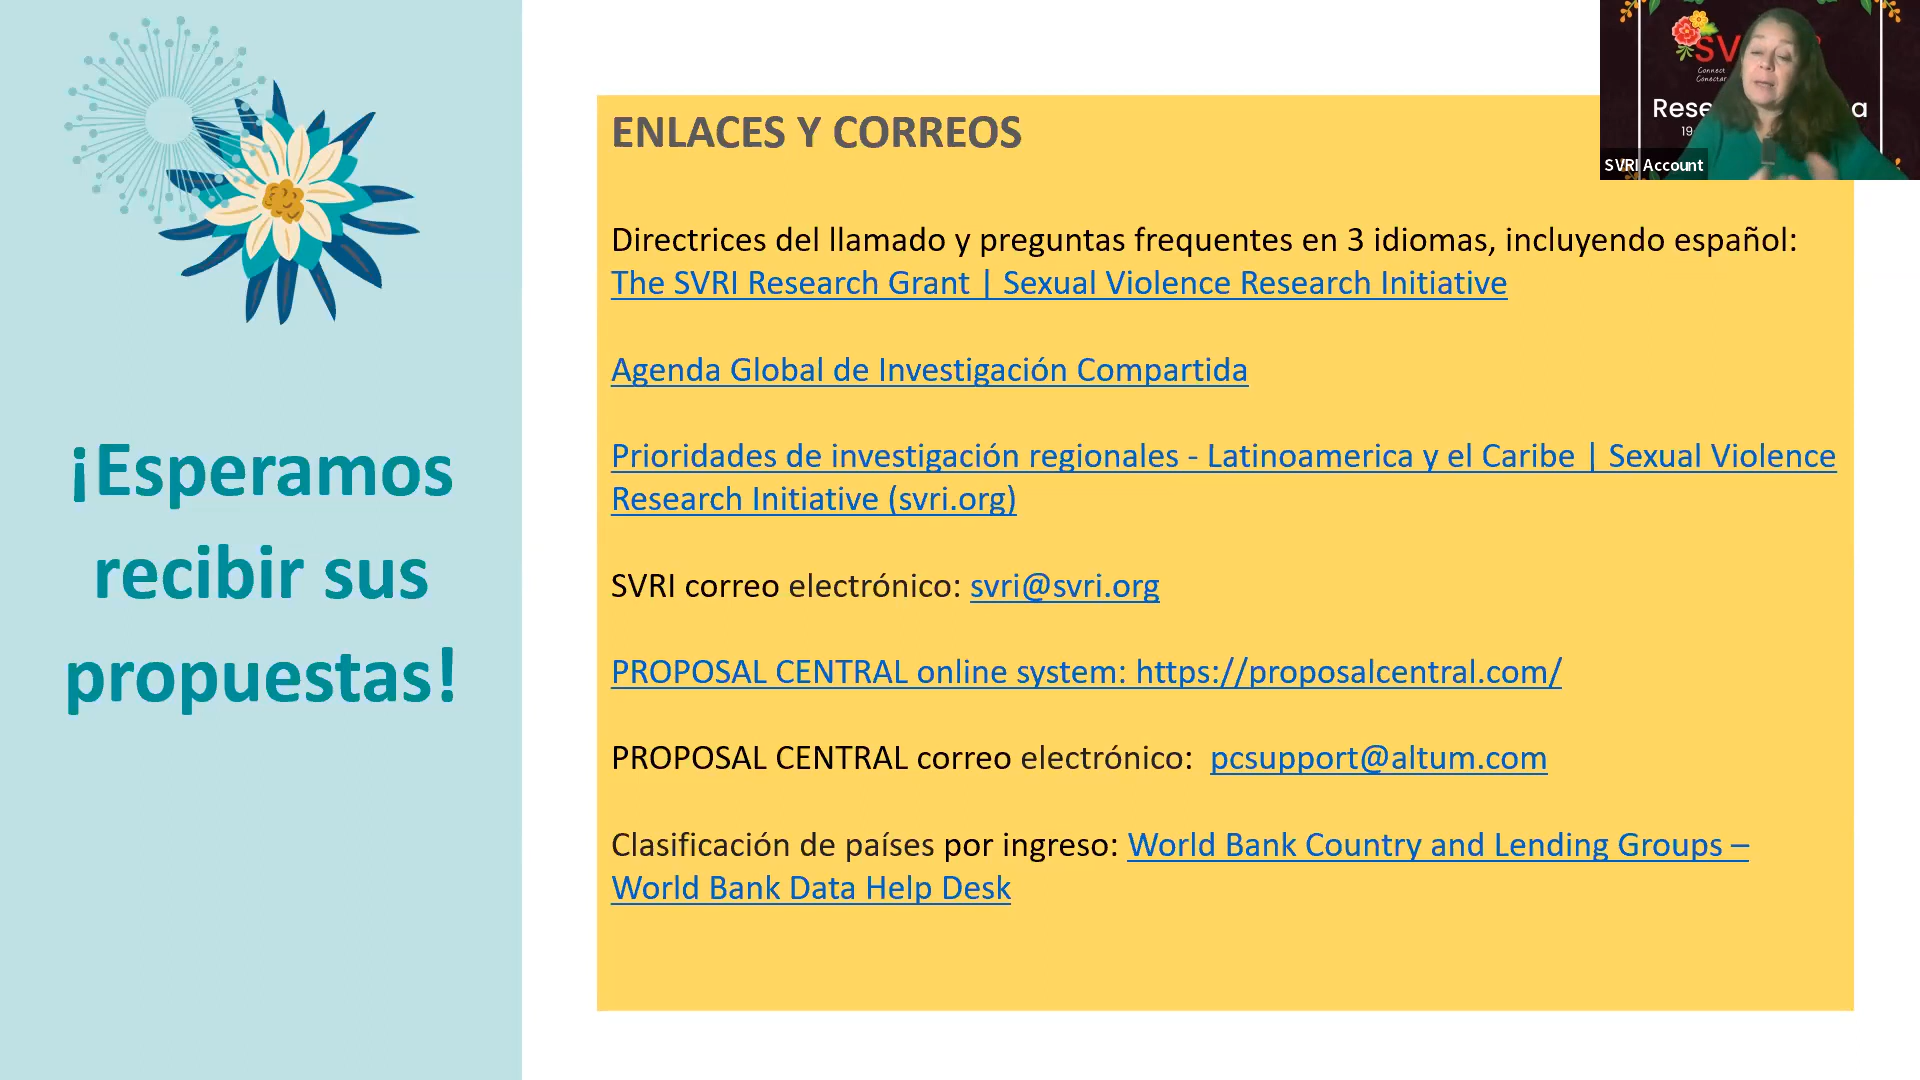 ¡Esperamos
recibir sus
propuestas!
ENLACES Y CORREOS
Directrices del llamado y preguntas frequentes en 3 idiomas, incluyendo español:
The SVRI Research Grant | Sexual Violence Research Initiative
Agenda Global de Investigación Compartida
Prioridades de investigación regionales - Latinoamerica y el Caribe | Sexual Violence
Research Initiative (svri.org)
SVRI correo electrónico: svri@svri.org
PROPOSAL CENTRAL online system: https://proposalcentral.com/
PROPOSAL CENTRAL correo electrónico: pcsupport@altum.com
Clasificación de países por ingreso: World Bank Country and Lending Groups –
World Bank Data Help Desk
Connect
Conectar
SVRI Account